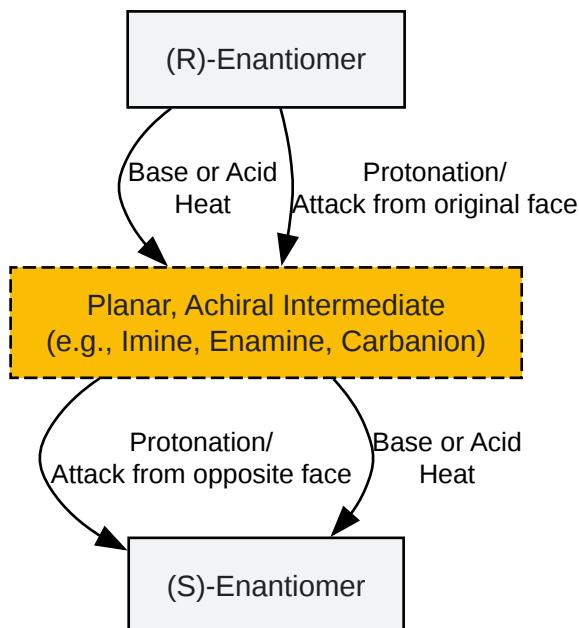 (R)-Enantiomer
Base or Acid
Heat
Protonation/
Attack from original face
Planar, Achiral Intermediate
(e.g., Imine, Enamine, Carbanion)
Protonation/
Attack from opposite face
Base or Acid
Heat
(S)-Enantiomer